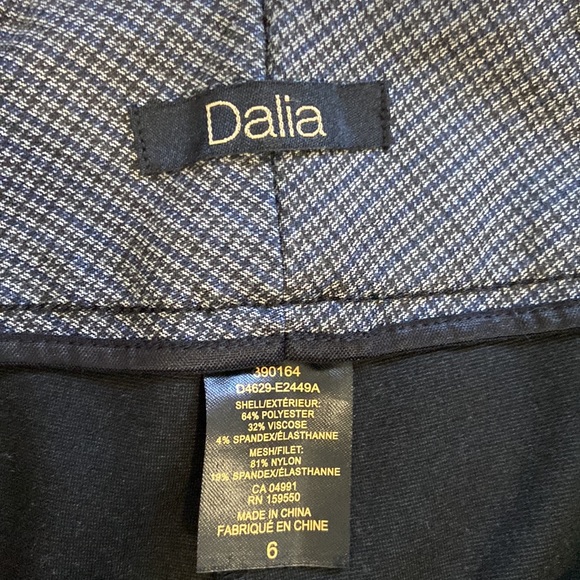 Dalia
890164
D4629-E2449A
SHELL/EXTÉRIEUR:
64% POLYESTER
32% VISCOSE
4% SPANDEX/ÉLASTHANNE
MESH/FILET:
81% NYLON
19% SPANDEX/ÉLASTHANNE
CA 04991
RN 159550
MADE IN CHINA
FABRIQUÉ EN CHINE
6